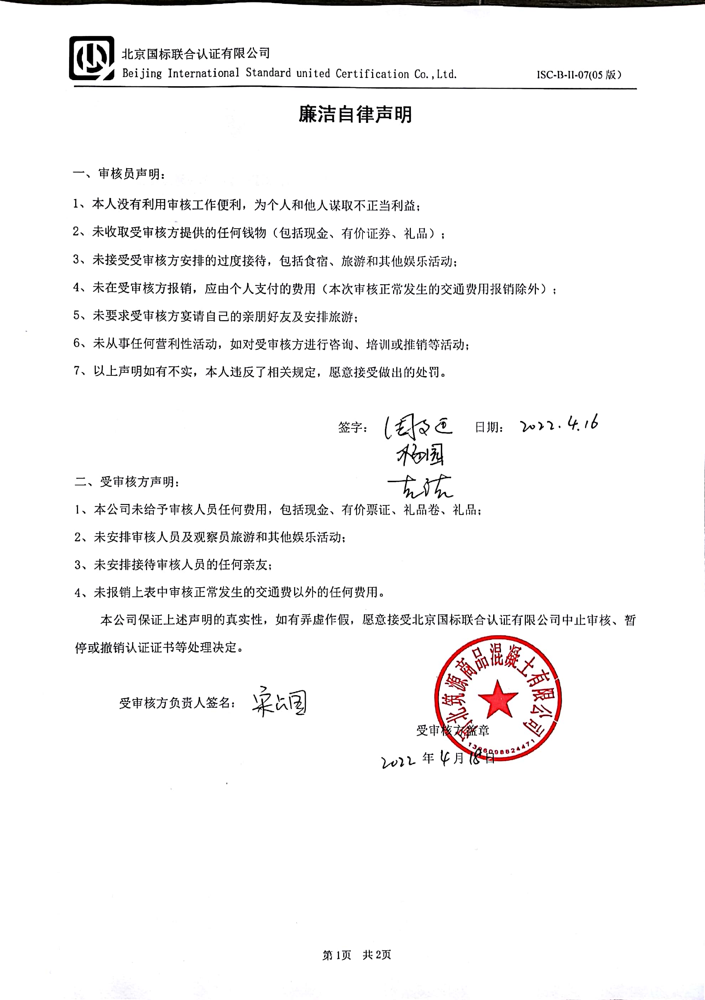 北京国标联合认证有限公司
Beijing International Standard united Certification Co.,Ltd.
ISC-B-II-07(05版)
廉洁自律声明
一、审核员声明：
1、本人没有利用审核工作便利，为个人和他人谋取不正当利益；
2、未收取受审核方提供的任何钱物（包括现金、有价证券、礼品）；
3、未接受受审核方安排的过度接待，包括食宿、旅游和其他娱乐活动；
4、未在受审核方报销，应由个人支付的费用（本次审核正常发生的交通费用报销除外）；
5、未要求受审核方宴请自己的亲朋好友及安排旅游；
6、未从事任何营利性活动，如对受审核方进行咨询、培训或推销等活动；
7、以上声明如有不实，本人违反了相关规定，愿意接受做出的处罚。
签字： 日期：2022.4.16
杨园
吉洁
二、受审核方声明：
1、本公司未给予审核人员任何费用，包括现金、有价票证、礼品卷、礼品；
2、未安排审核人员及观察员旅游和其他娱乐活动；
3、未安排接待审核人员的任何亲友；
4、未报销上表中审核正常发生的交通费以外的任何费用。
本公司保证上述声明的真实性，如有弄虚作假，愿意接受北京国标联合认证有限公司中止审核、暂
停或撤销认证证书等处理决定。
河北筑源商品混凝土有限公司
受审核方负责人签名：宋占国
受审核方盖章
1306098824471
2022年4月18日
第1页 共2页